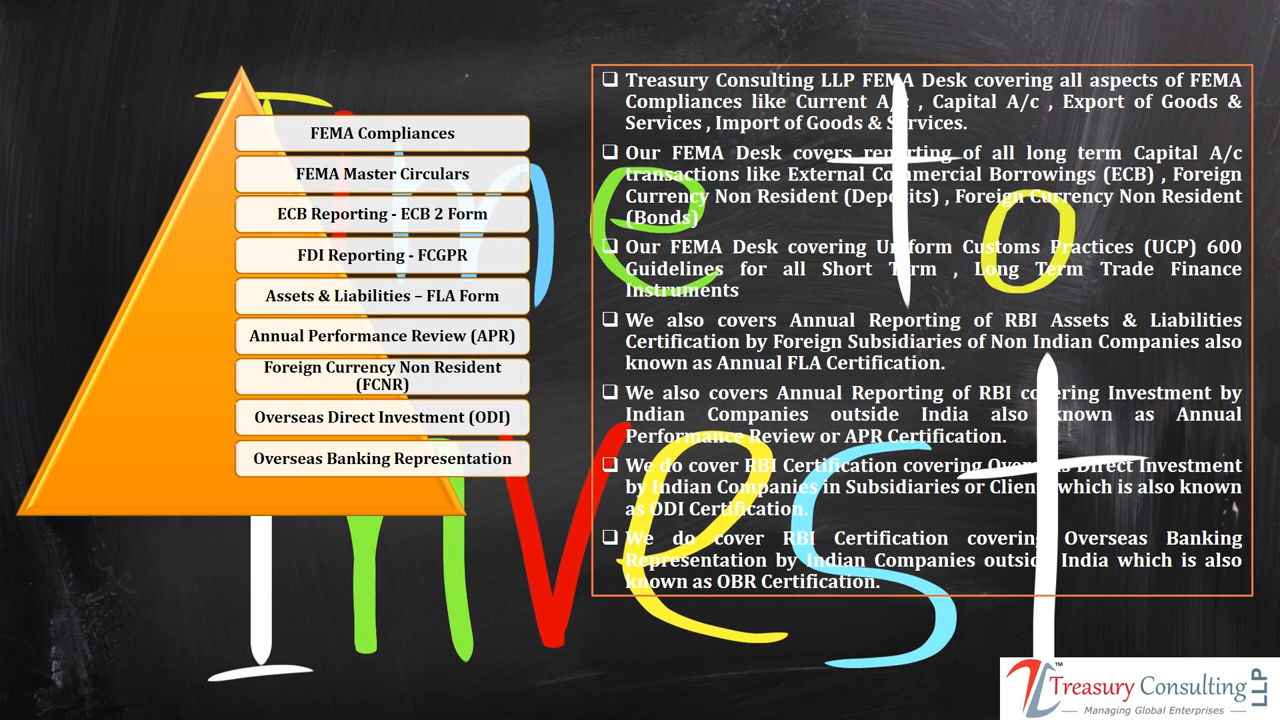 FEMA Compliances
FEMA Master Circulars
ECB Reporting - ECB 2 Form
FDI Reporting - FCGPR
Assets & Liabilities – FLA Form
Annual Performance Review (APR)
Foreign Currency Non Resident
(FCNR)
Overseas Direct Investment (ODI)
Overseas Banking Representation
Treasury Consulting LLP FEMA Desk covering all aspects of FEMA
Compliances like Current A/c , Capital A/c , Export of Goods &
Services , Import of Goods & Services.
Our FEMA Desk covers reporting of all long term Capital A/c
transactions like External Commercial Borrowings (ECB) , Foreign
Currency Non Resident (Deposits) , Foreign Currency Non Resident
(Bonds)
Our FEMA Desk covering Uniform Customs Practices (UCP) 600
Guidelines for all Short Term , Long Term Trade Finance
Instruments
We also covers Annual Reporting of RBI Assets & Liabilities
Certification by Foreign Subsidiaries of Non Indian Companies also
known as Annual FLA Certification.
We also covers Annual Reporting of RBI covering Investment by
Indian Companies outside India also known as Annual
Performance Review or APR Certification.
We do cover RBI Certification covering Overseas Direct Investment
by Indian Companies in Subsidiaries or Clients which is also known
as ODI Certification.
We do cover RBI Certification covering Overseas Banking
Representation by Indian Companies outside India which is also
known as OBR Certification.
Time to
Invest
TC™ Treasury Consulting LLP
Managing Global Enterprises